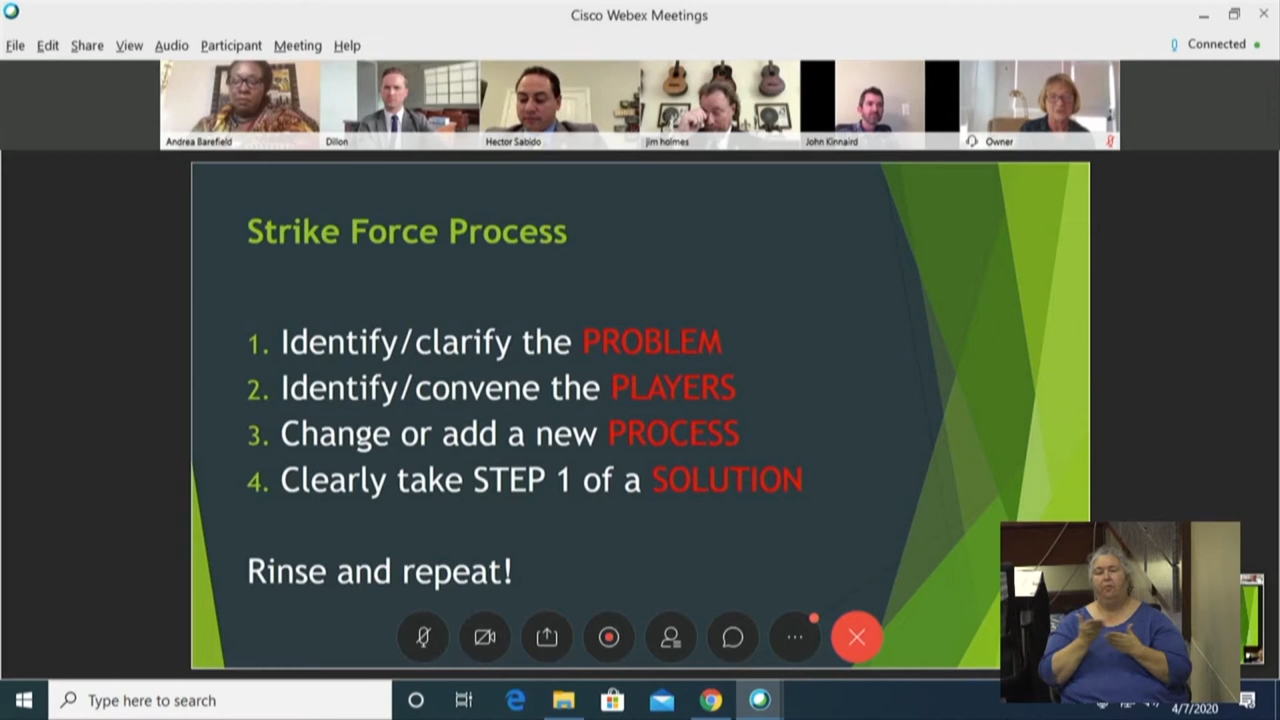 Cisco Webex Meetings
File Edit Share View Audio Participant Meeting Help
Connected
Andrea Barefield
Dillon
Hector Sabido
jim holmes
John Kinnaird
Owner
Strike Force Process
1. Identify/clarify the PROBLEM
2. Identify/convene the PLAYERS
3. Change or add a new PROCESS
4. Clearly take STEP 1 of a SOLUTION
Rinse and repeat!
Type here to search
4/7/2020